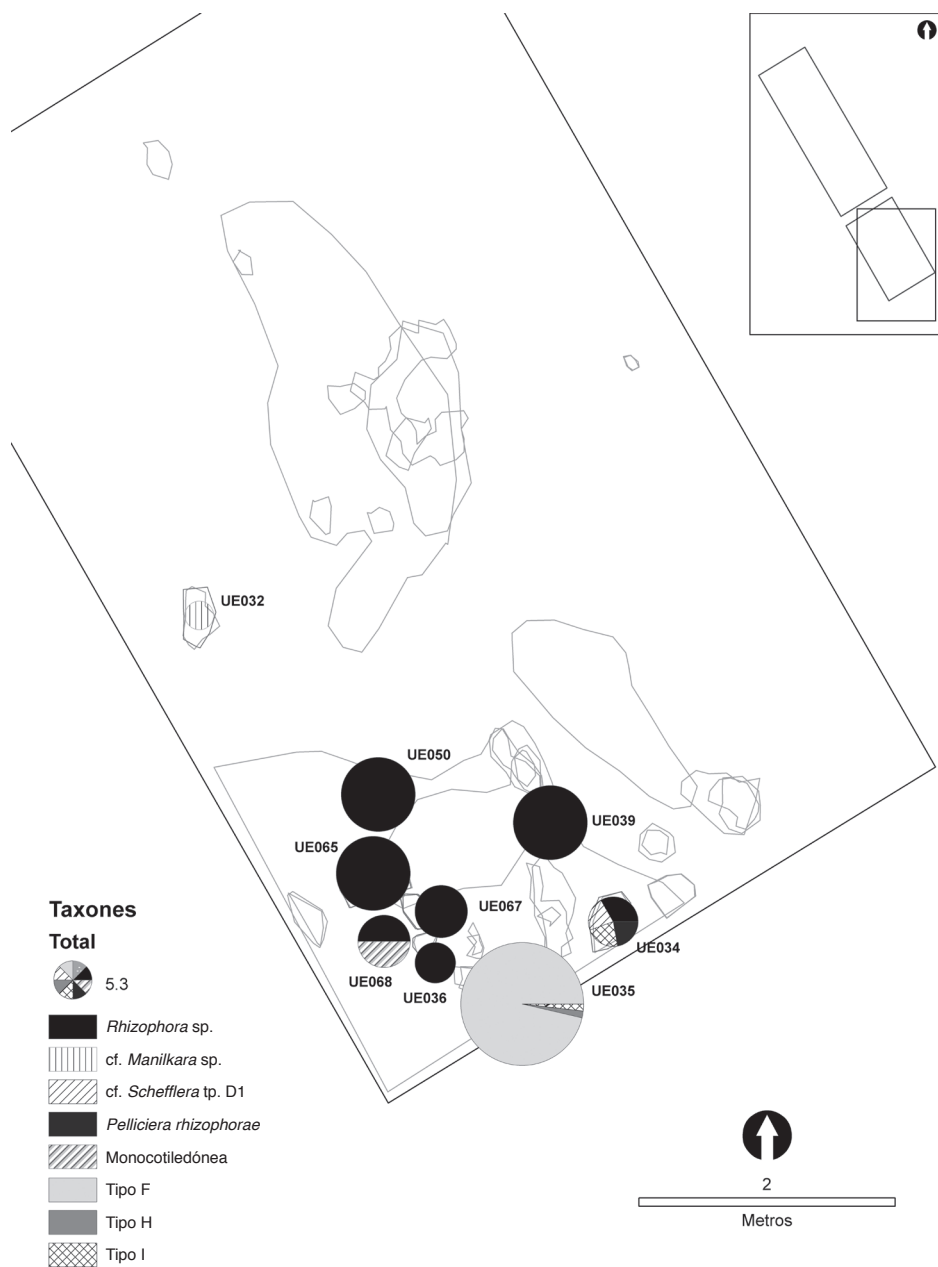 UE032
UE050
UE039
UE065
UE067
UE034
UE068
UE036
UE035
Taxones
Total
5.3
Rhizophora sp.
cf. Manilkara sp.
cf. Schefflera tp. D1
Pelliciera rhizophorae
Monocotiledónea
Tipo F
Tipo H
Tipo I
2
Metros